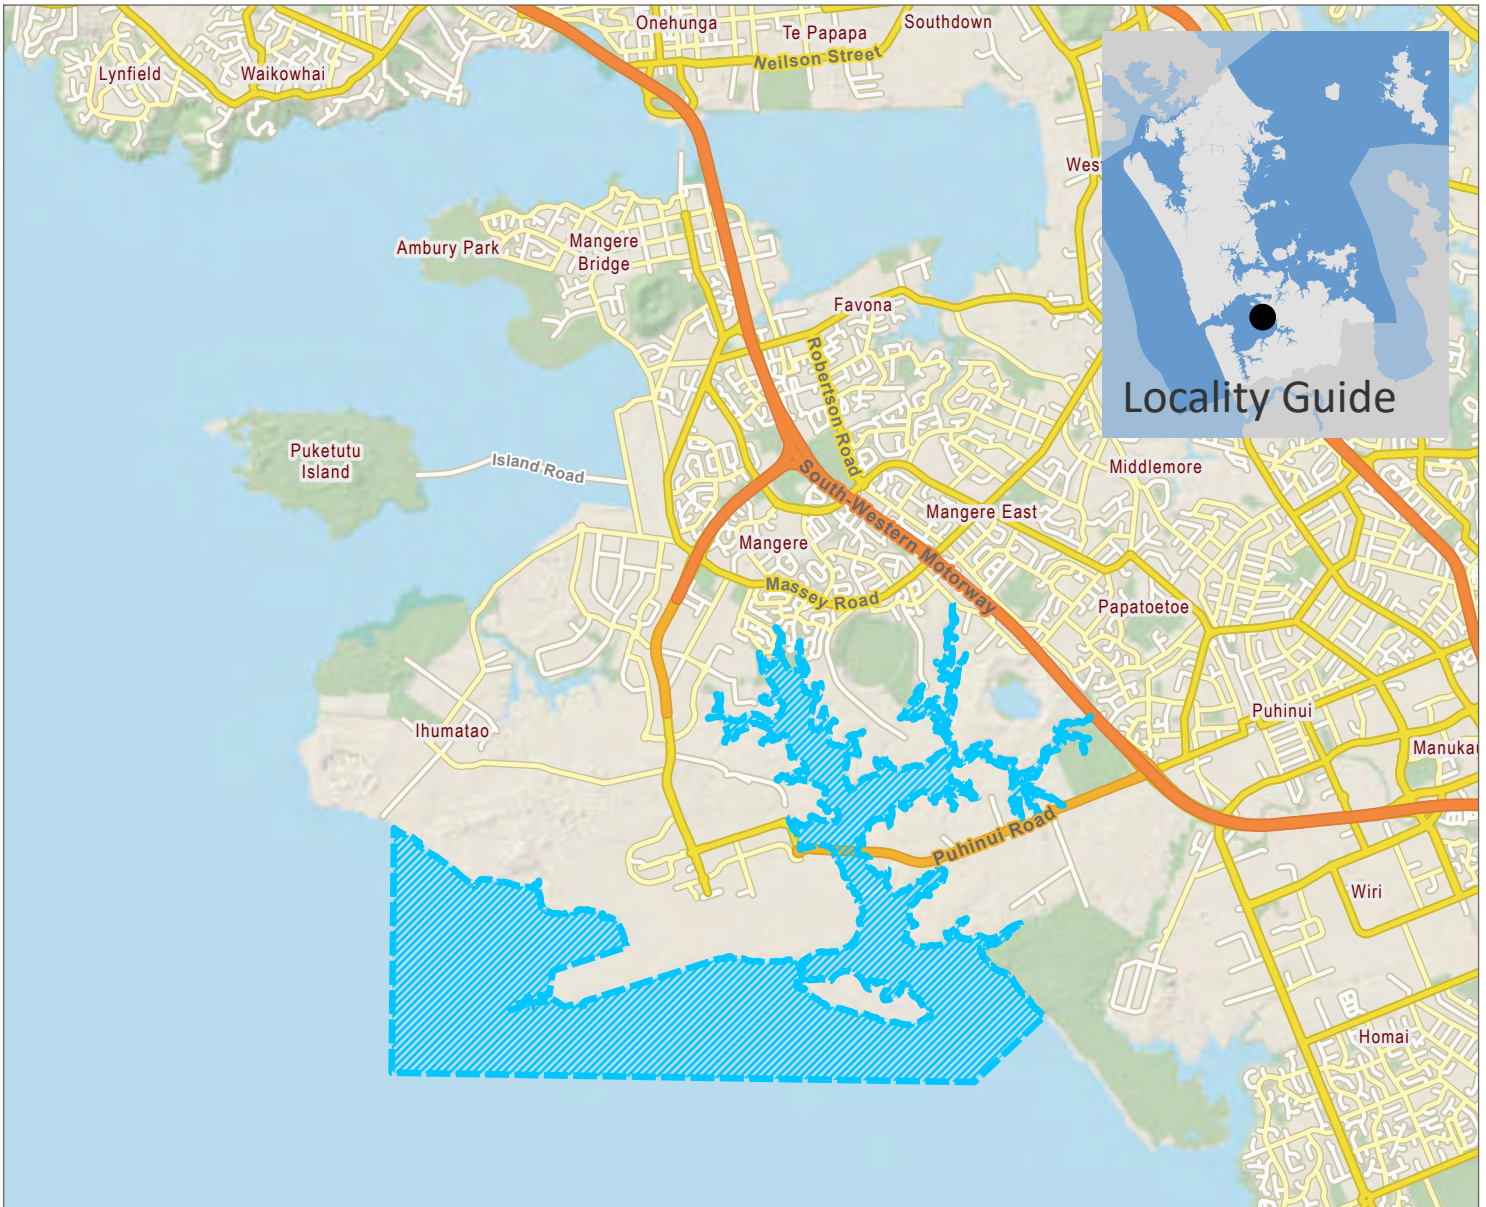 Onehunga
Te Papapa
Southdown
Neilson Street
Lynfield
Waikowhai
Wes
Ambury Park
Mangere
Bridge
Favona
Robertson Road
Locality Guide
Puketutu
Island
Island Road
South-Western Motorway
Middlemore
Mangere East
Mangere
Massey Road
Papatoetoe
Ihumatao
Puhinui
Manukau
Puhinui Road
Wiri
Homai